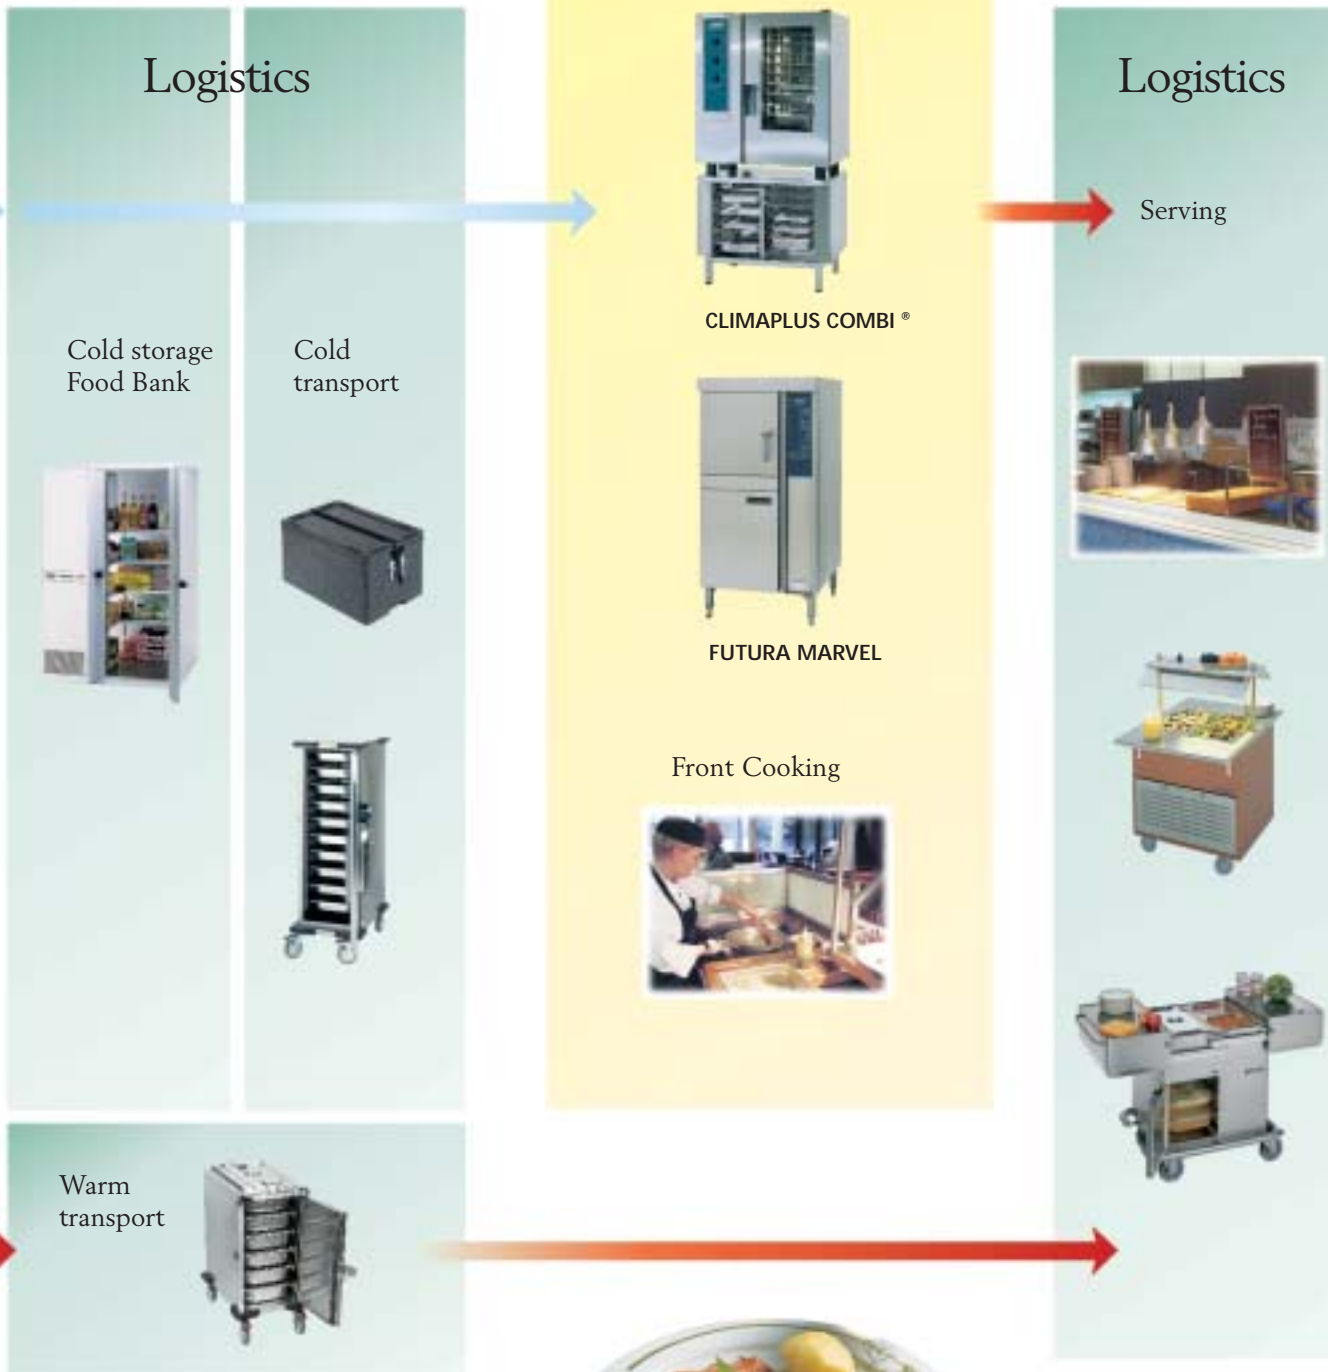 Logistics
Logistics
Serving
CLIMAPLUS COMBI ®
Cold storage
Food Bank
Cold
transport
FUTURA MARVEL
Front Cooking
Warm
transport